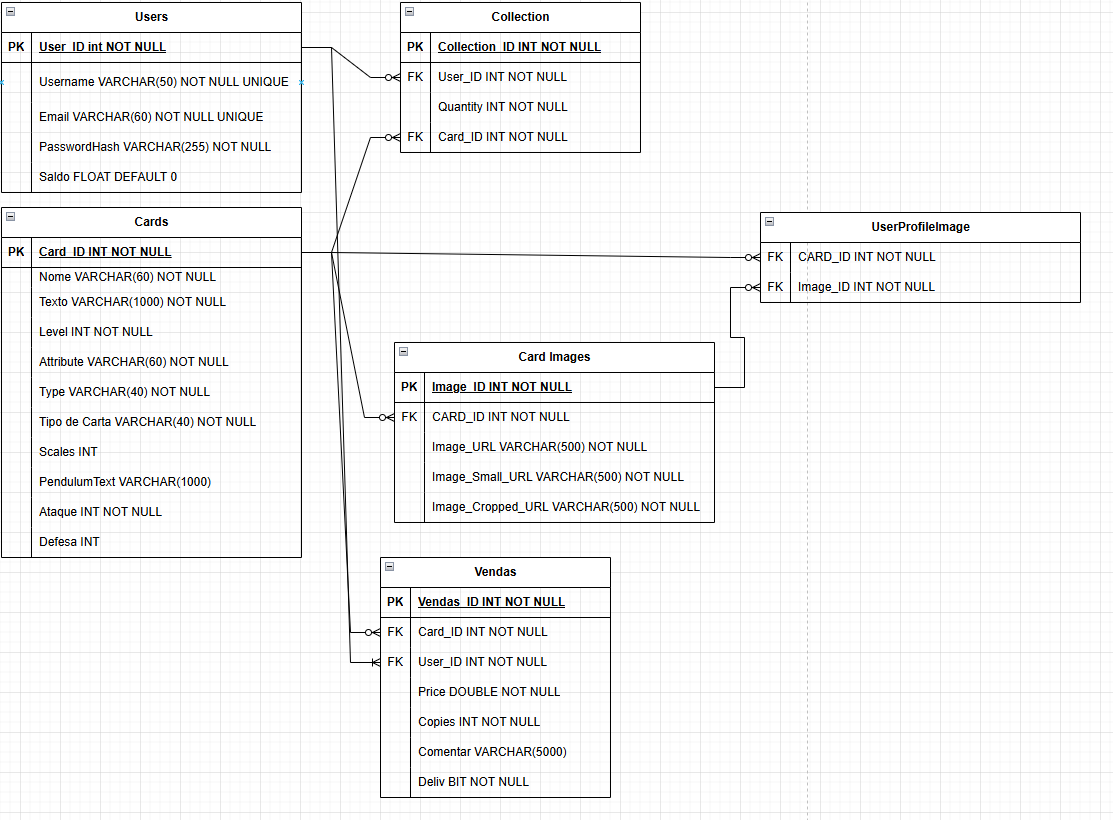 Users
PK User_ID int NOT NULL
Username VARCHAR(50) NOT NULL UNIQUE
Email VARCHAR(60) NOT NULL UNIQUE
PasswordHash VARCHAR(255) NOT NULL
Saldo FLOAT DEFAULT 0
Collection
PK Collection_ID INT NOT NULL
FK User_ID INT NOT NULL
Quantity INT NOT NULL
FK Card_ID INT NOT NULL
Cards
PK Card_ID INT NOT NULL
Nome VARCHAR(60) NOT NULL
Texto VARCHAR(1000) NOT NULL
Level INT NOT NULL
Attribute VARCHAR(60) NOT NULL
Type VARCHAR(40) NOT NULL
Tipo de Carta VARCHAR(40) NOT NULL
Scales INT
PendulumText VARCHAR(1000)
Ataque INT NOT NULL
Defesa INT
UserProfileImage
FK CARD_ID INT NOT NULL
FK Image_ID INT NOT NULL
Card Images
PK Image_ID INT NOT NULL
FK CARD_ID INT NOT NULL
Image_URL VARCHAR(500) NOT NULL
Image_Small_URL VARCHAR(500) NOT NULL
Image_Cropped_URL VARCHAR(500) NOT NULL
Vendas
PK Vendas_ID INT NOT NULL
FK Card_ID INT NOT NULL
FK User_ID INT NOT NULL
Price DOUBLE NOT NULL
Copies INT NOT NULL
Comentar VARCHAR(5000)
Deliv BIT NOT NULL